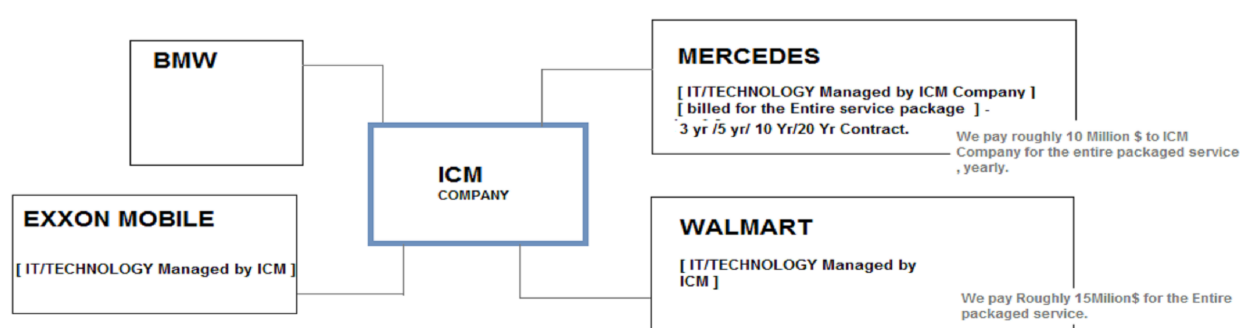 BMW
MERCEDES
[ IT/TECHNOLOGY Managed by ICM Company ]
[ billed for the Entire service package ] -
3 yr /5 yr/ 10 Yr/20 Yr Contract.
We pay roughly 10 Million $ to ICM
Company for the entire packaged service
, yearly.
ICM
COMPANY
EXXON MOBILE
[ IT/TECHNOLOGY Managed by ICM ]
WALMART
[ IT/TECHNOLOGY Managed by
ICM ]
We pay Roughly 15Milion$ for the Entire
packaged service.